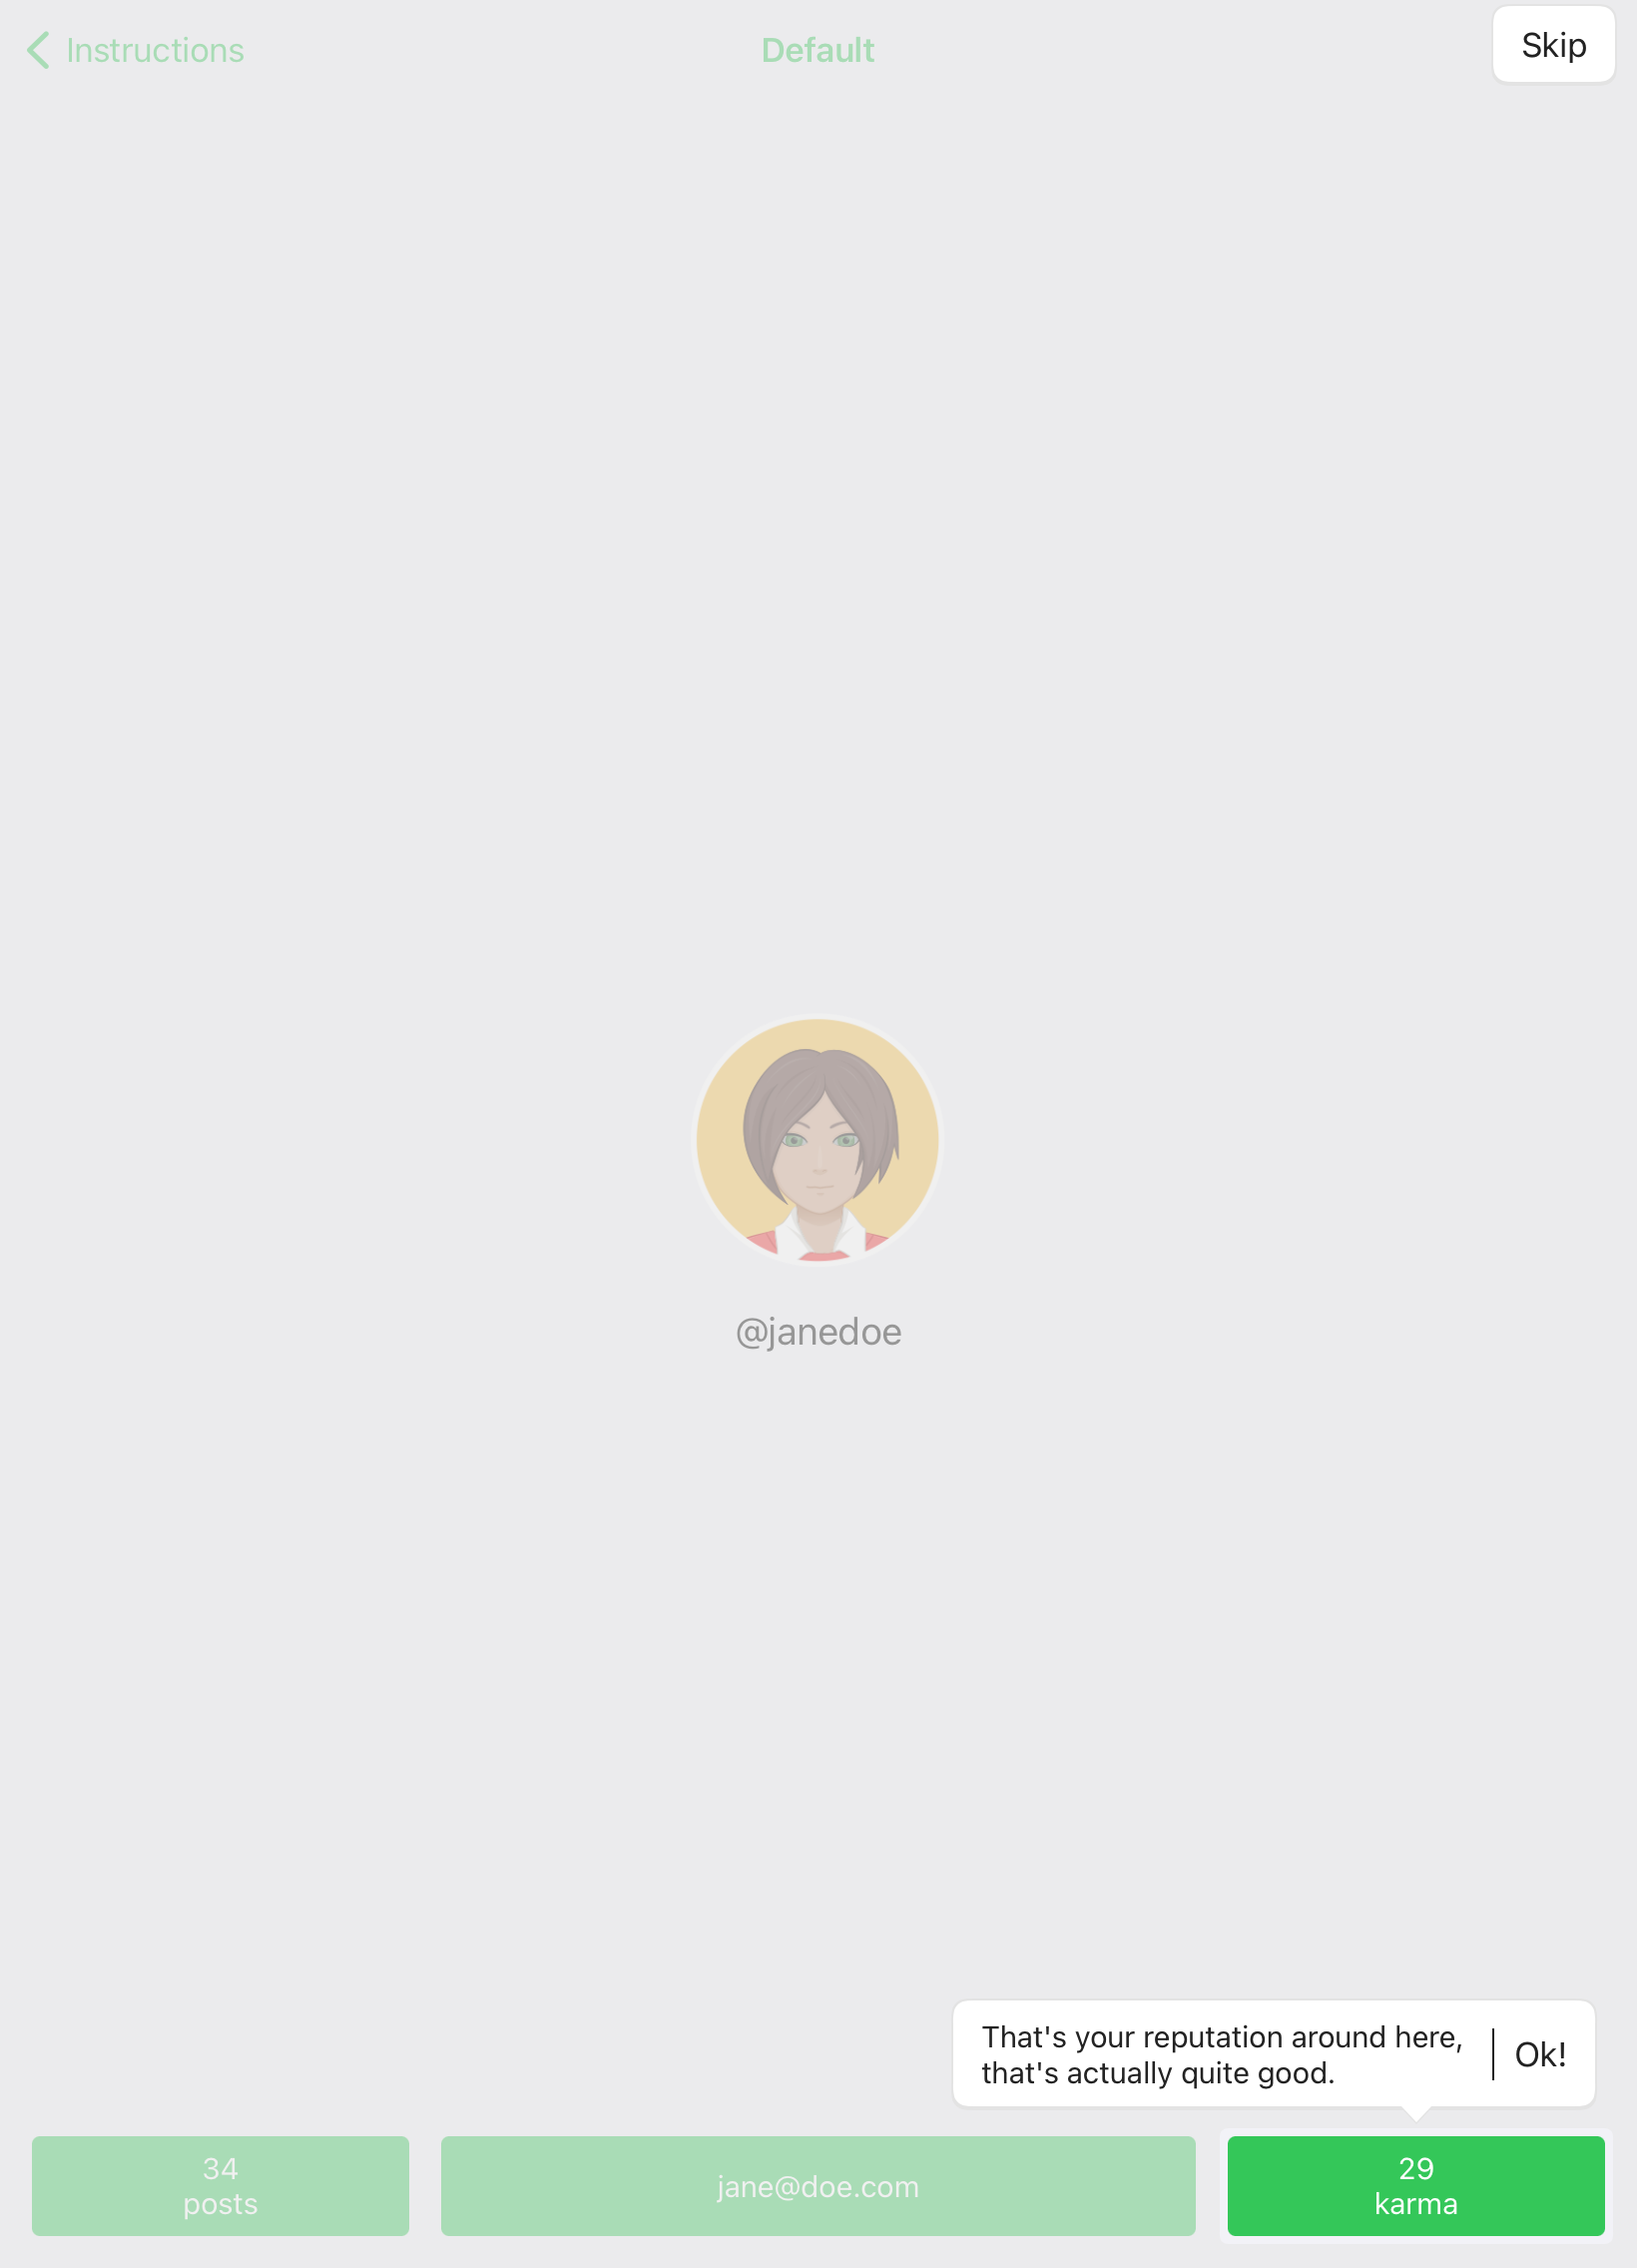 Instructions
Default
Skip
@janedoe
That's your reputation around here,
that's actually quite good.
Ok!
34
posts
jane@doe.com
29
karma